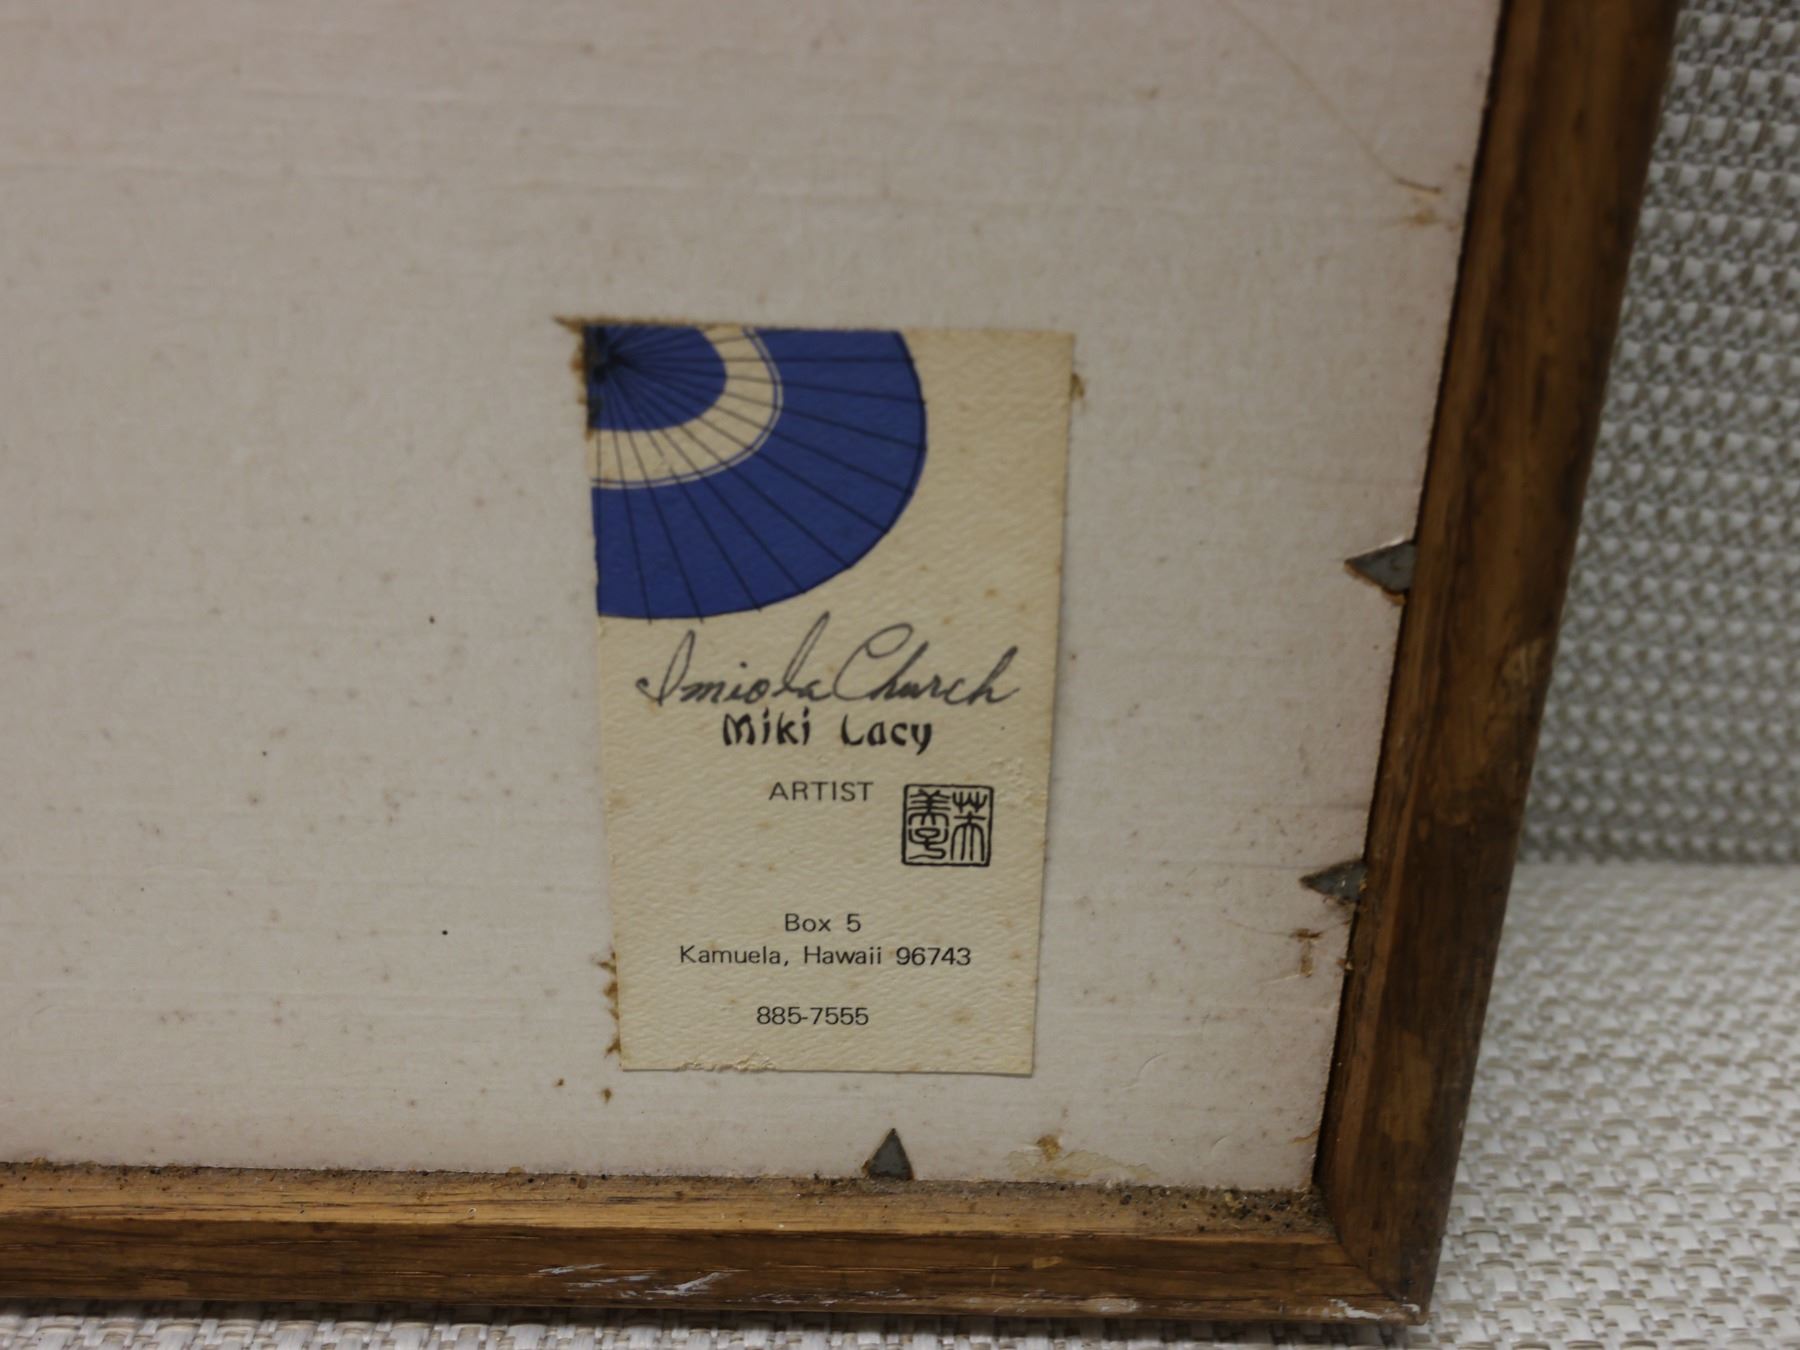 Imiola Church
Miki Lacy
ARTIST
Box 5
Kamuela, Hawaii 96743
885-7555